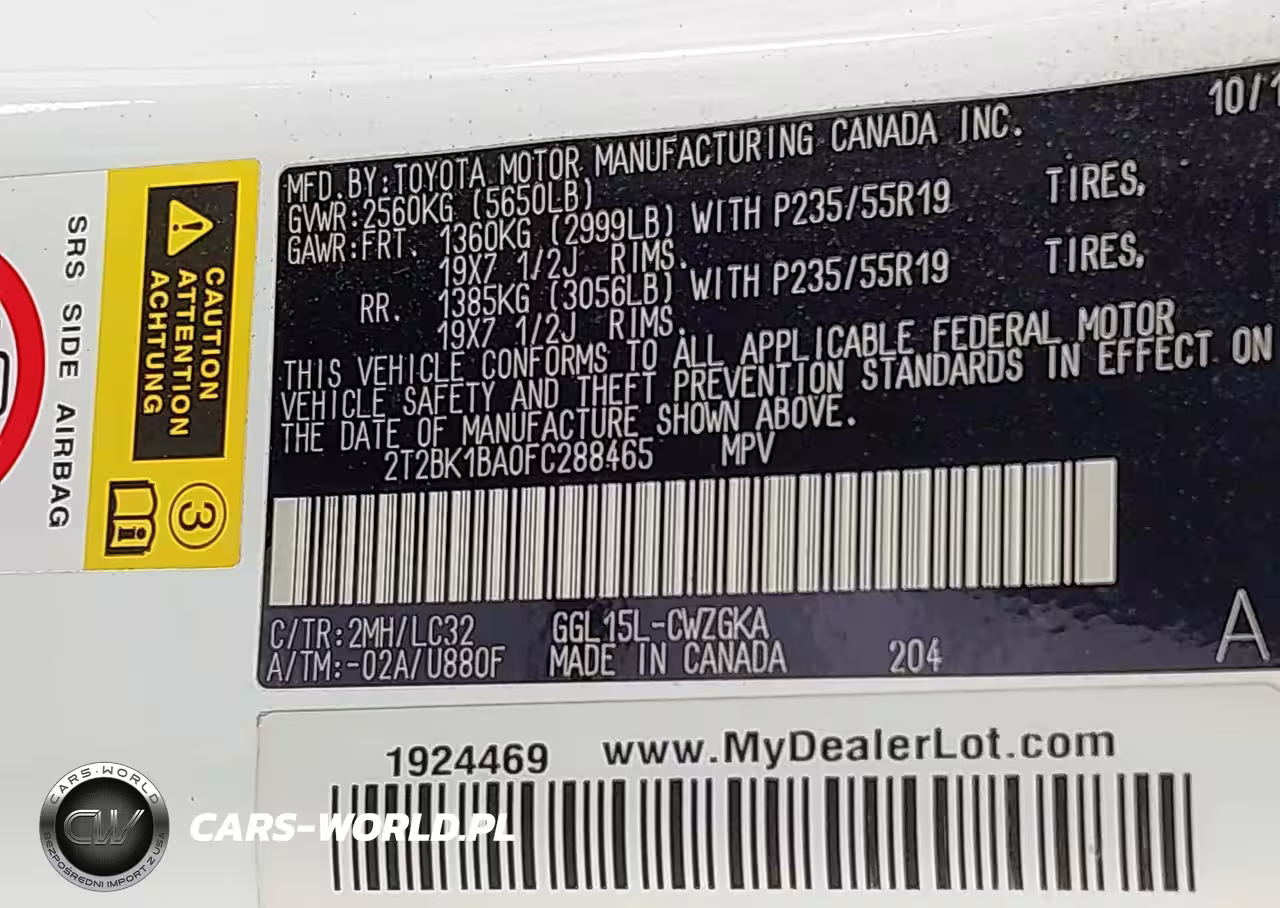 10/1
MFD.BY:TOYOTA MOTOR MANUFACTURING CANADA INC.
GVWR:2560KG (5650LB)
GAWR:FRT. 1360KG (2999LB) WITH P235/55R19 TIRES,
19X7 1/2J RIMS.
RR. 1385KG (3056LB) WITH P235/55R19 TIRES,
19X7 1/2J RIMS.
THIS VEHICLE CONFORMS TO ALL APPLICABLE FEDERAL MOTOR
VEHICLE SAFETY AND THEFT PREVENTION STANDARDS IN EFFECT ON
THE DATE OF MANUFACTURE SHOWN ABOVE.
2T2BK1BA0FC288465 MPV
C/TR:2MH/LC32 GGL15L-CWZGKA
A/TM:-02A/U880F MADE IN CANADA 204
A
CAUTION
ATTENTION
ACHTUNG
3
SRS SIDE AIRBAG
1924469 www.MyDealerLot.com
CARS-WORLD
CW
BEZPOŚREDNI IMPORT Z USA
CARS-WORLD.PL